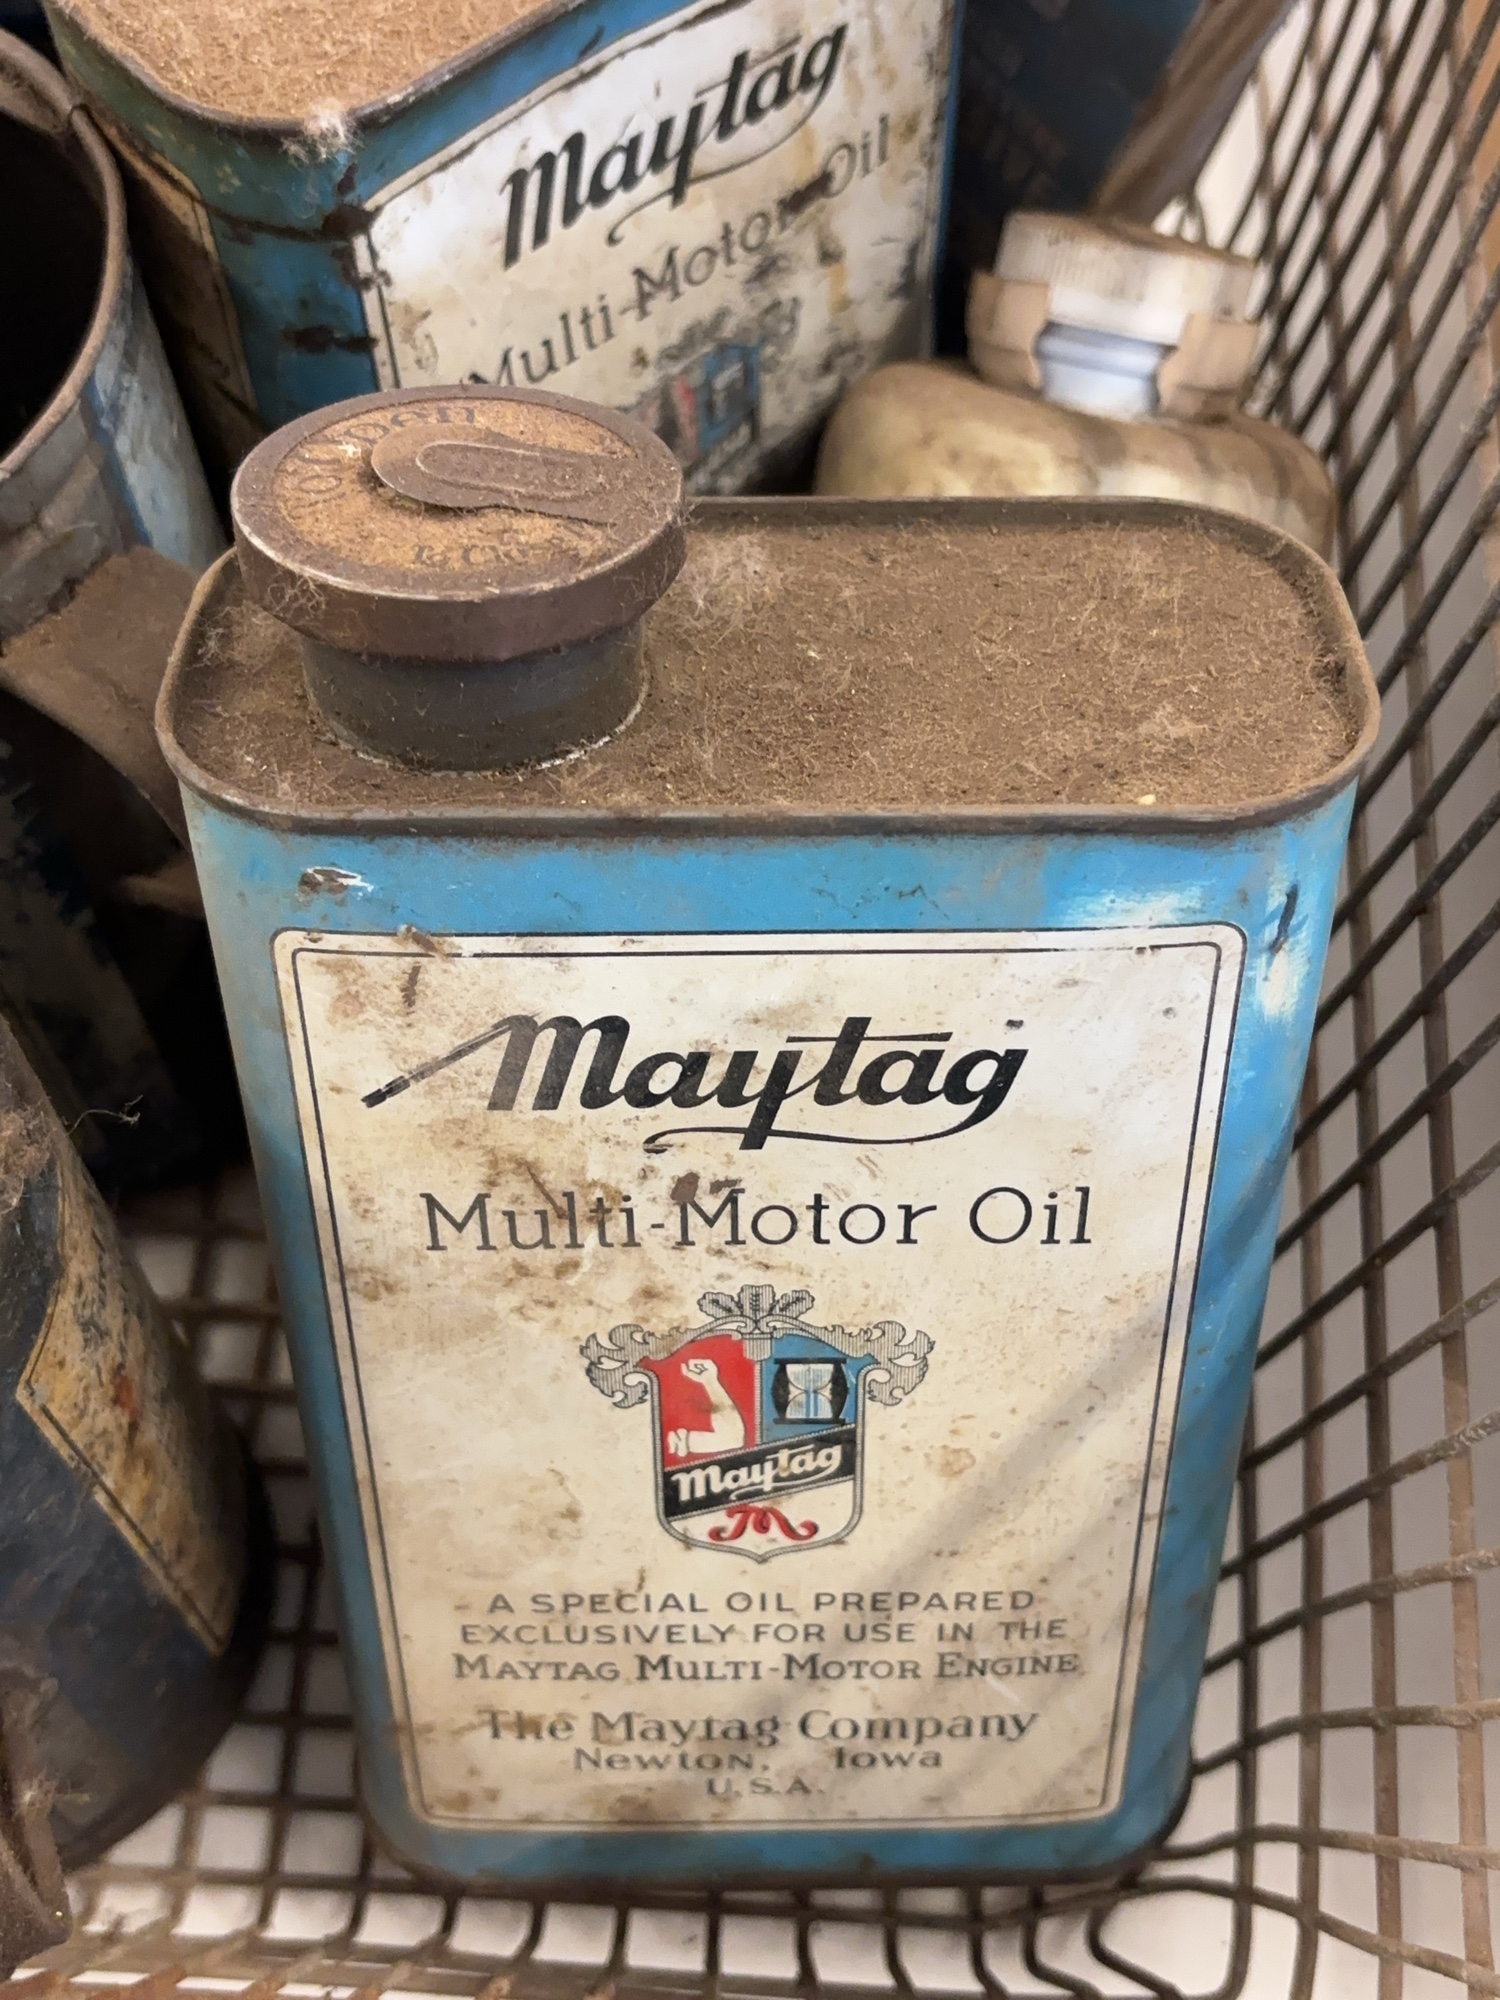 Maytag
Multi-Motor Oil
Maytag
Multi-Motor Oil
Maytag
M
A SPECIAL OIL PREPARED
EXCLUSIVELY FOR USE IN THE
MAYTAG MULTI-MOTOR ENGINE
The Maytag Company
Newton, Iowa
U.S.A.